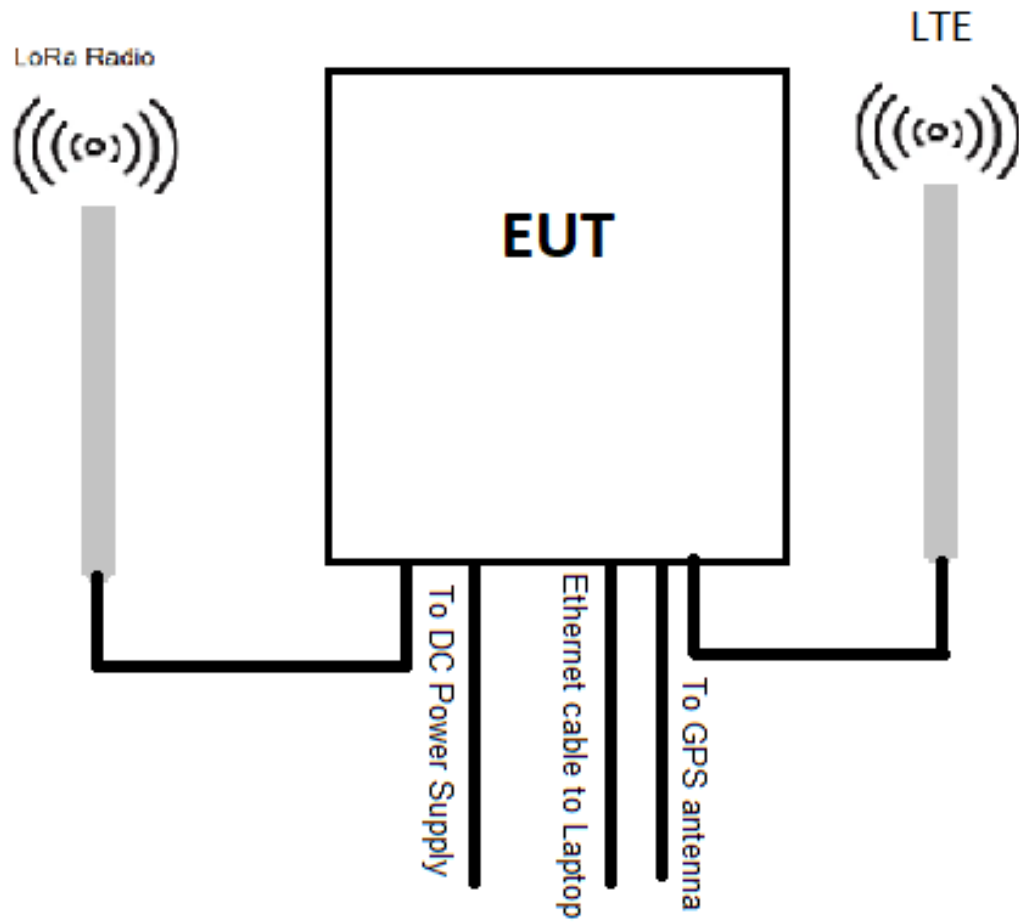 LoRa Radio
LTE
EUT
To DC Power Supply
Ethernet cable to Laptop
To GPS antenna